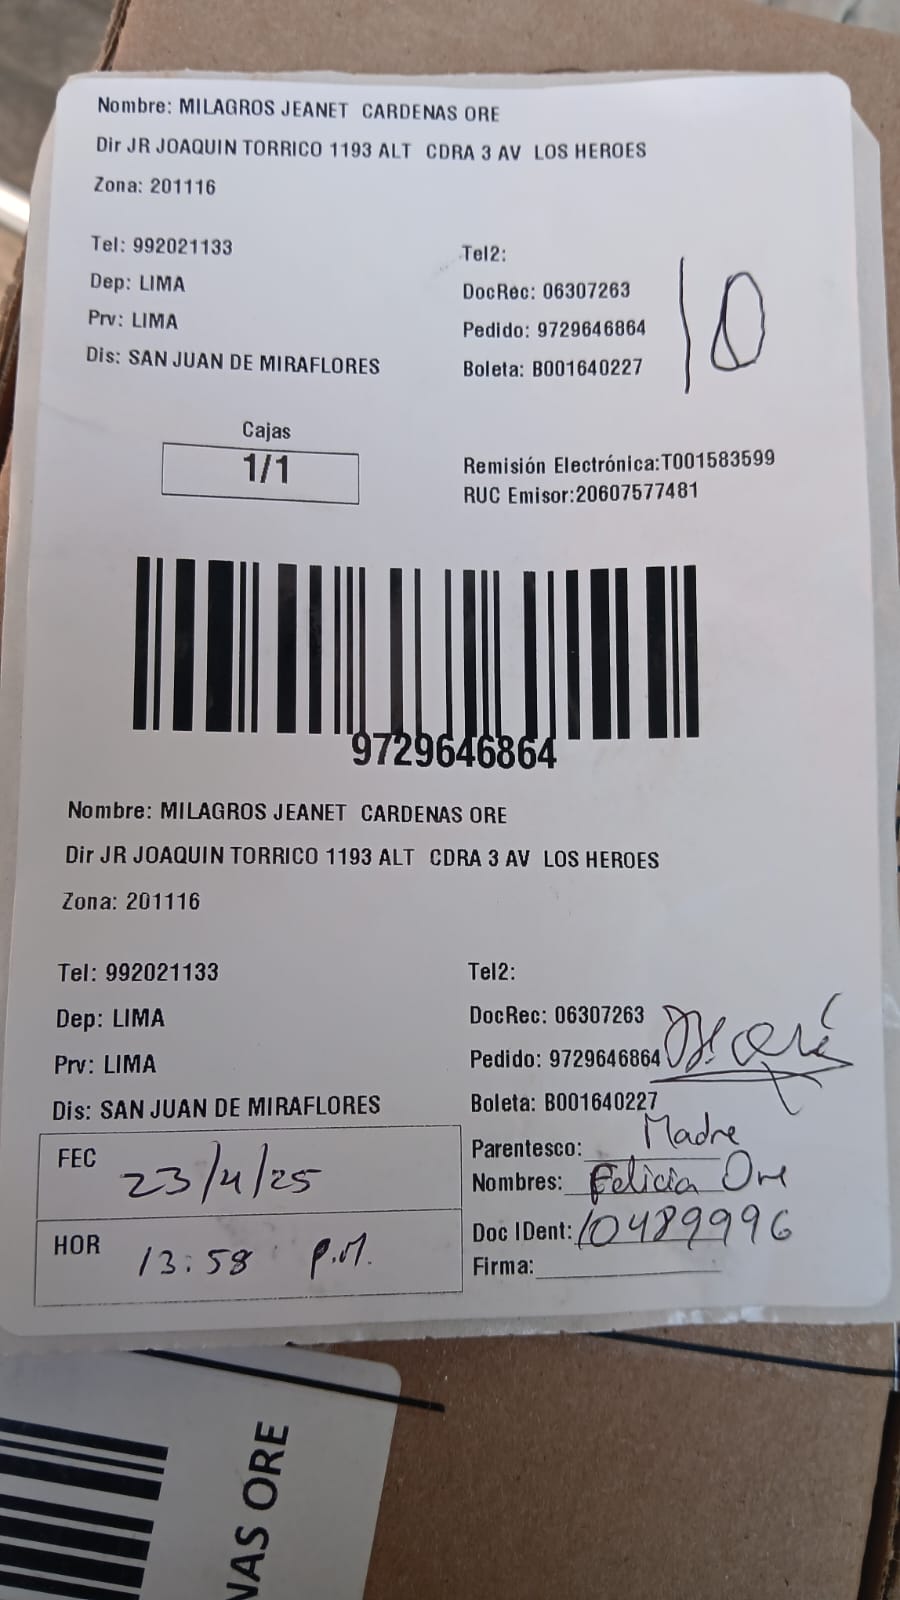 Nombre: MILAGROS JEANET CARDENAS ORE
Dir JR JOAQUIN TORRICO 1193 ALT CDRA 3 AV LOS HEROES
Zona: 201116
Tel: 992021133
Tel2:
Dep: LIMA
DocRec: 06307263
Prv: LIMA
Pedido: 9729646864
Dis: SAN JUAN DE MIRAFLORES
Boleta: B001640227
10
Cajas
1/1
Remisión Electrónica:T001583599
RUC Emisor:20607577481
9729646864
Nombre: MILAGROS JEANET CARDENAS ORE
Dir JR JOAQUIN TORRICO 1193 ALT CDRA 3 AV LOS HEROES
Zona: 201116
Tel: 992021133
Tel2:
Dep: LIMA
DocRec: 06307263
Prv: LIMA
Pedido: 9729646864
Dis: SAN JUAN DE MIRAFLORES
Boleta: B001640227
FEC 23/4/25
Parentesco: Madre
Nombres: Felicia Ore
HOR 13:58 P.M.
Doc IDent: 10489996
Firma:
NAS ORE